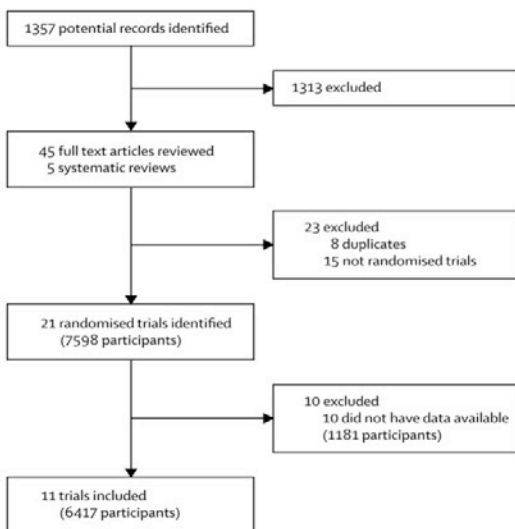 1357 potential records identified
1313 excluded
45 full text articles reviewed
5 systematic reviews
23 excluded
8 duplicates
15 not randomised trials
21 randomised trials identified
(7598 participants)
10 excluded
10 did not have data available
(1181 participants)
11 trials included
(6417 participants)